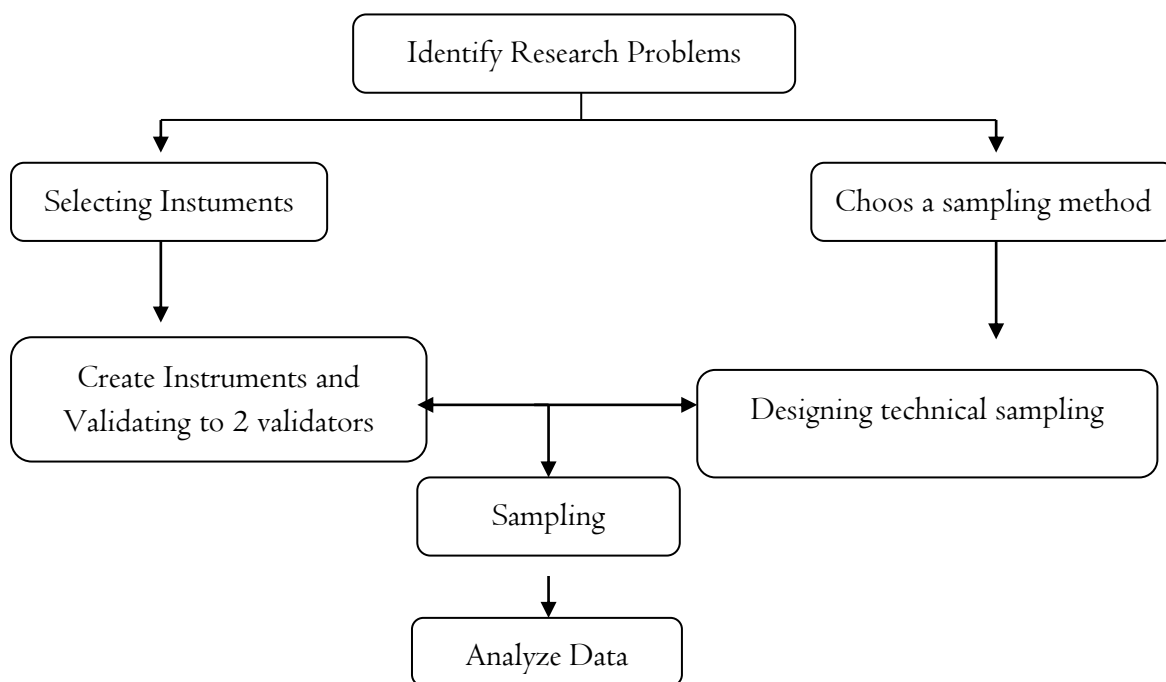 Identify Research Problems
Selecting Instuments
Choos a sampling method
Create Instruments and
Validating to 2 validators
Designing technical sampling
Sampling
Analyze Data